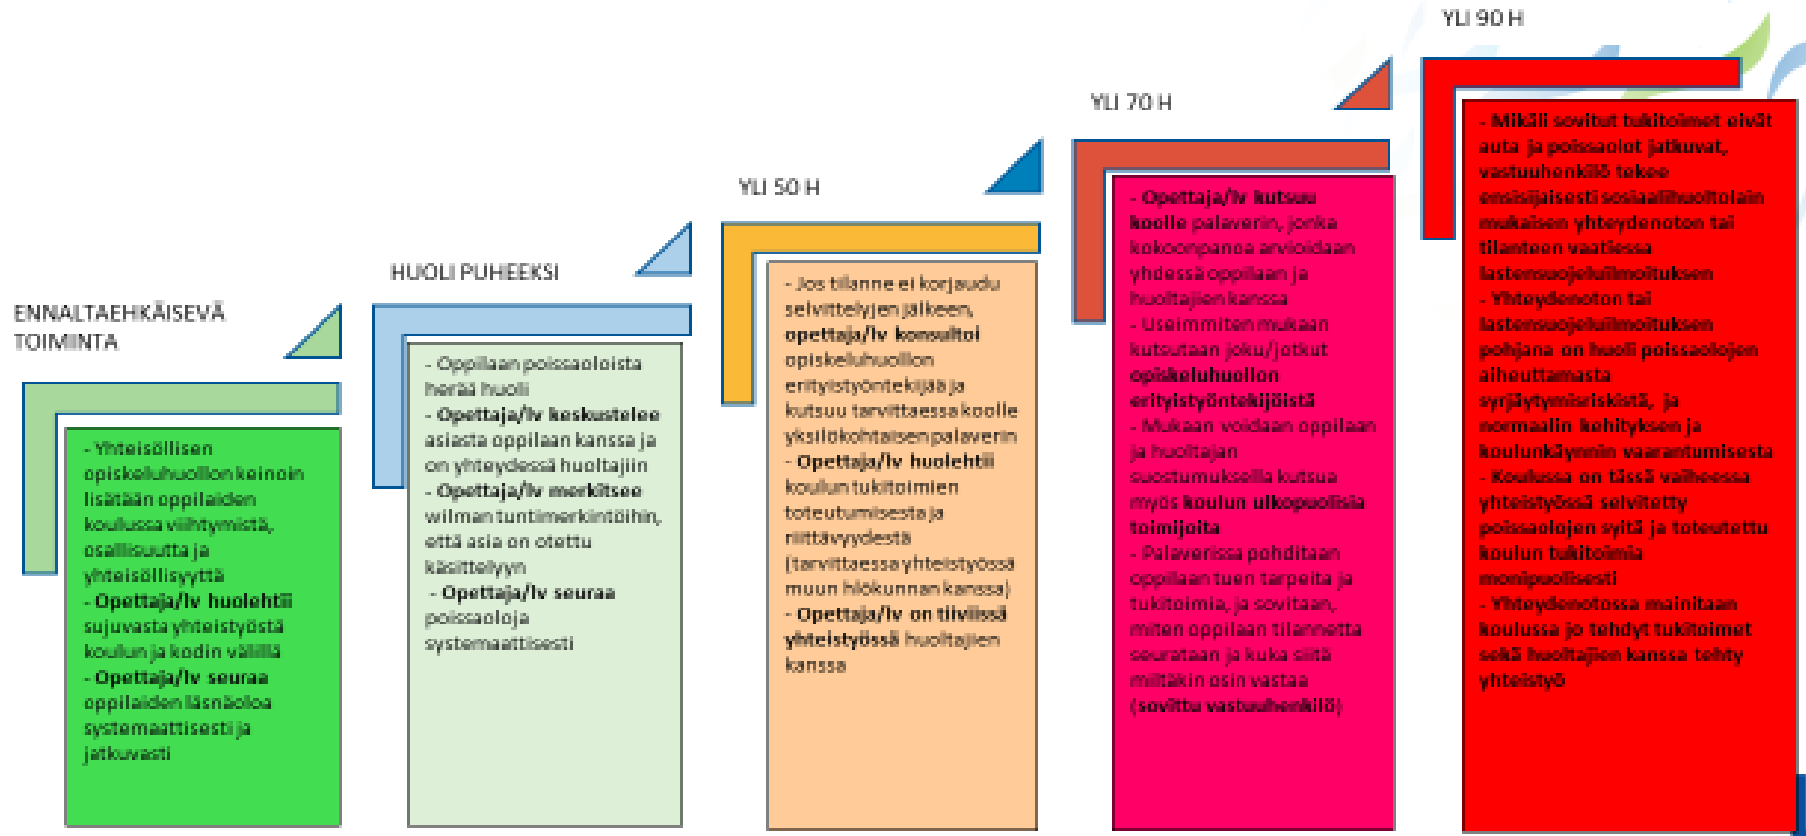 ENNALTAEHKÄISEVÄ
TOIMINTA
- Yhteisöllisen
opiskeluhuollon keinoin
lisätään oppilaiden
koulussa viihtymistä,
osallisuutta ja
yhteisöllisyyttä
- Opettaja/lv huolehtii
sujuvasta yhteistyöstä
koulun ja kodin välillä
- Opettaja/lv seuraa
oppilaiden läsnäoloa
systemaattisesti ja
jatkuvasti
HUOLI PUHEEKSI
- Oppilaan poissaoloista
herää huoli
- Opettaja/lv keskustelee
asiasta oppilaan kanssa ja
on yhteydessä huoltajiin
- Opettaja/lv merkitsee
wilman tuntimerkintöihin,
että asia on otettu
käsittelyyn
- Opettaja/lv seuraa
poissaoloja
systemaattisesti
YLI 50 H
- Jos tilanne ei korjaudu
selvittelyjen jälkeen,
opettaja/lv konsultoi
opiskeluhuollon
erityistyöntekijää ja
kutsuu tarvittaessa koolle
yksilökohtaisen palaverin
- Opettaja/lv huolehtii
koulun tukitoimien
toteutumisesta ja
riittävyydestä
(tarvittaessa yhteistyössä
muun hlökunnan kanssa)
- Opettaja/lv on tiiviissä
yhteistyössä huoltajien
kanssa
YLI 70 H
- Opettaja/lv kutsuu
koolle palaverin, jonka
kokoonpanoa arvioidaan
yhdessä oppilaan ja
huoltajien kanssa
- Useimmiten mukaan
kutsutaan joku/jotkut
opiskeluhuollon
erityistyöntekijöistä
- Mukaan voidaan oppilaan
ja huoltajan
suostumuksella kutsua
myös koulun ulkopuolisia
toimijoita
- Palaverissa pohditaan
oppilaan tuen tarpeita ja
tukitoimia, ja sovitaan,
miten oppilaan tilannetta
seurataan ja kuka siitä
miltäkin osin vastaa
(sovittu vastuuhenkilö)
YLI 90 H
- Mikäli sovitut tukitoimet eivät
auta ja poissaolot jatkuvat,
vastuuhenkilö tekee
ensisijaisesti sosiaalihuoltolain
mukaisen yhteydenoton tai
tilanteen vaatiessa
lastensuojeluilmoituksen
- Yhteydenoton tai
lastensuojeluilmoituksen
pohjana on huoli poissaolojen
aiheuttamasta
syrjäytymisriskistä, ja
normaalin kehityksen ja
koulunkäynnin vaarantumisesta
- Koulussa on tässä vaiheessa
yhteistyössä selvitetty
poissaolojen syitä ja toteutettu
koulun tukitoimia
monipuolisesti
- Yhteydenotossa mainitaan
koulussa jo tehdyt tukitoimet
sekä huoltajien kanssa tehty
yhteistyö